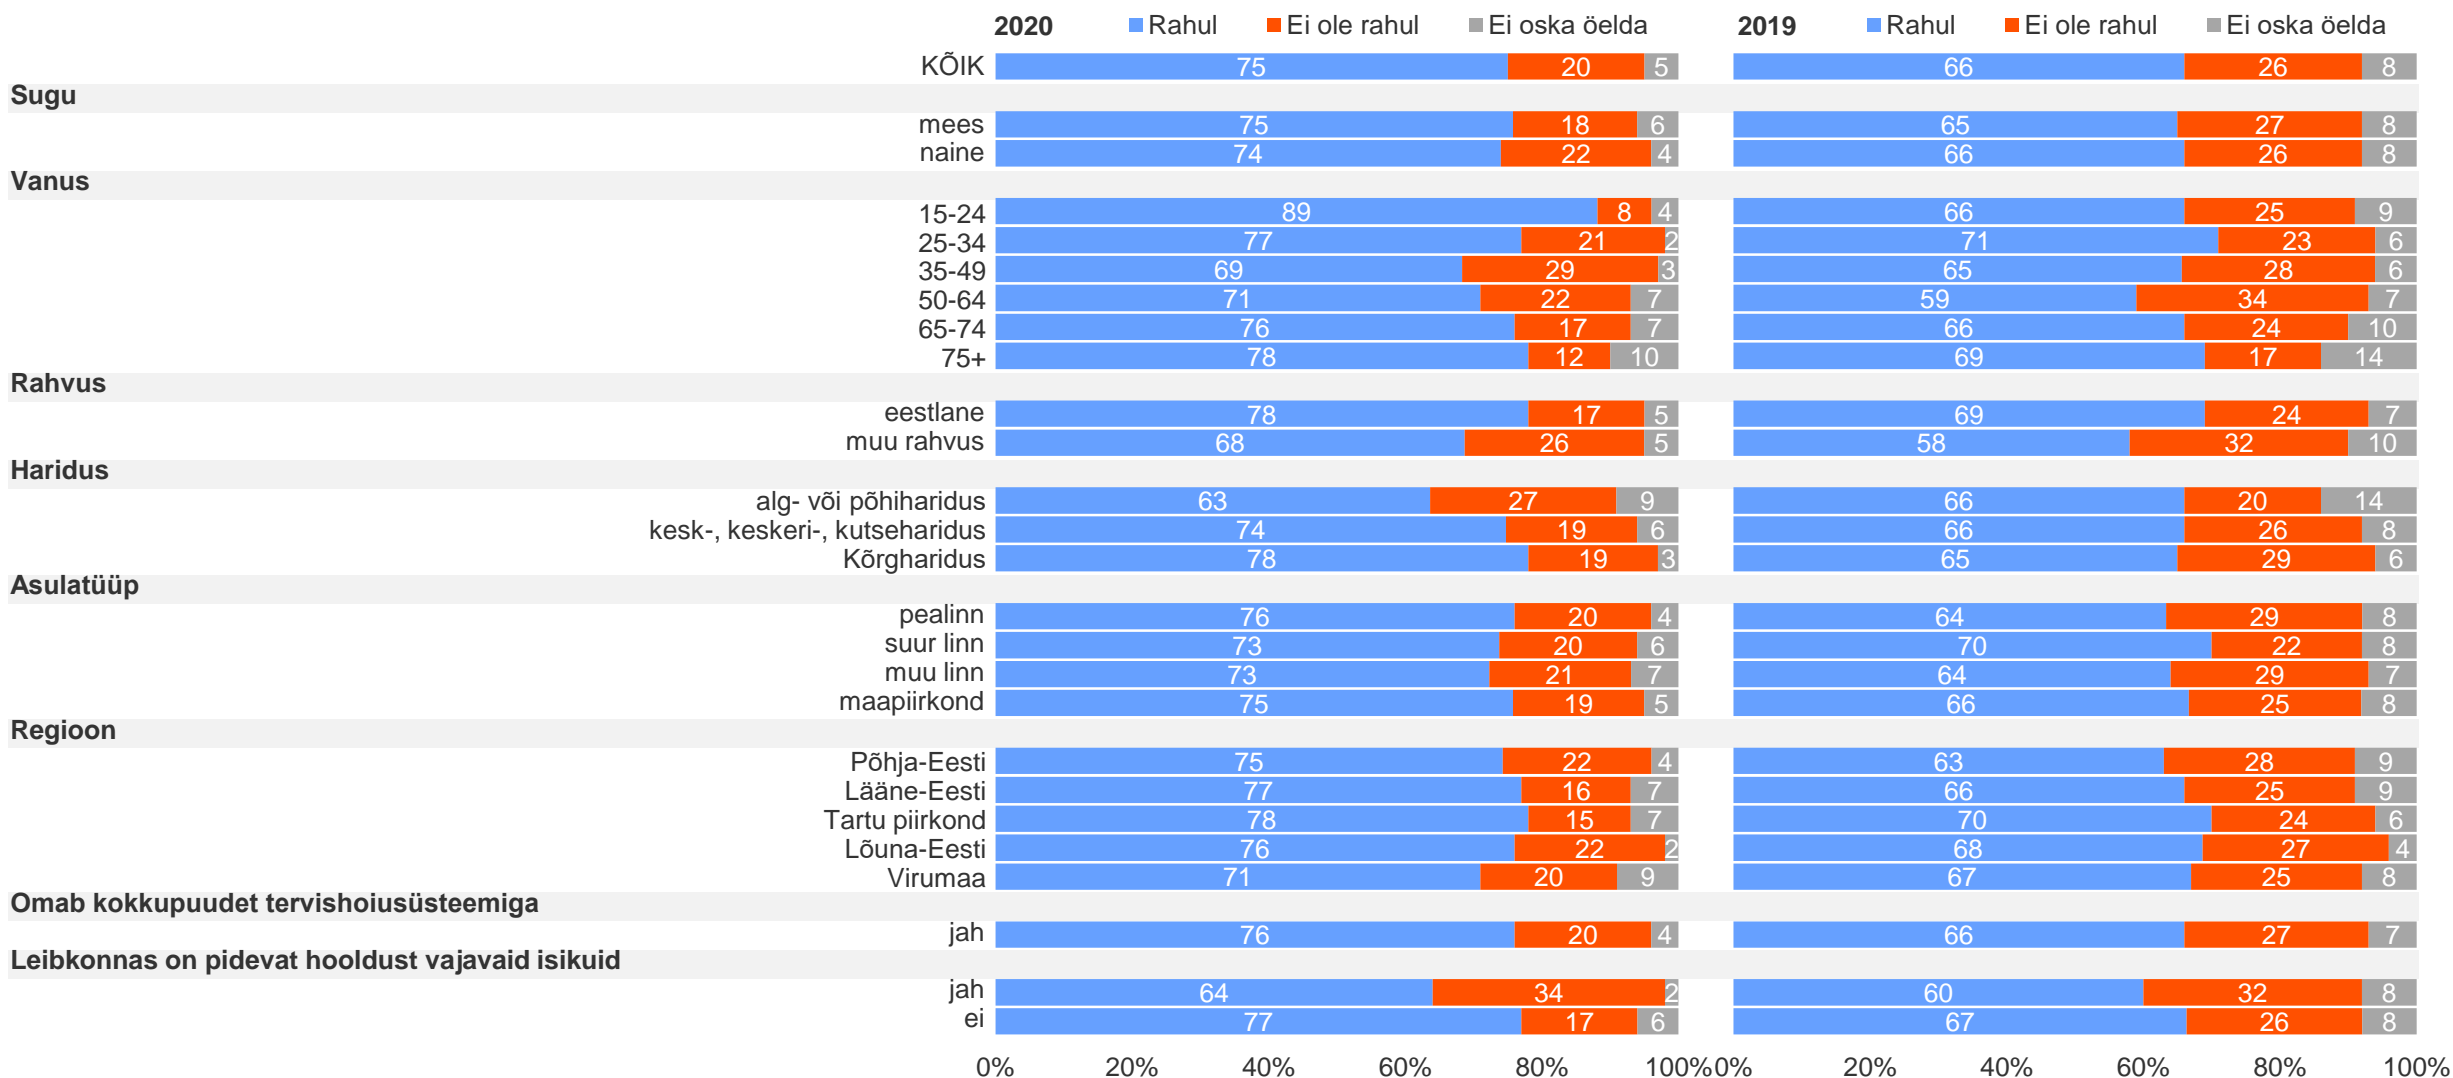 2020 Rahul Ei ole rahul Ei oska öelda 2019 Rahul Ei ole rahul Ei oska öelda
KÕIK 75 20 5 66 26 8
Sugu
mees 75 18 6 65 27 8
naine 74 22 4 66 26 8
Vanus
15-24 89 8 4 66 25 9
25-34 77 21 2 71 23 6
35-49 69 29 3 65 28 6
50-64 71 22 7 59 34 7
65-74 76 17 7 66 24 10
75+ 78 12 10 69 17 14
Rahvus
eestlane 78 17 5 69 24 7
muu rahvus 68 26 5 58 32 10
Haridus
alg- või põhiharidus 63 27 9 66 20 14
kesk-, keskeri-, kutseharidus 74 19 6 66 26 8
Kõrgharidus 78 19 3 65 29 6
Asulatüüp
pealinn 76 20 4 64 29 8
suur linn 73 20 6 70 22 8
muu linn 73 21 7 64 29 7
maapiirkond 75 19 5 66 25 8
Regioon
Põhja-Eesti 75 22 4 63 28 9
Lääne-Eesti 77 16 7 66 25 9
Tartu piirkond 78 15 7 70 24 6
Lõuna-Eesti 76 22 2 68 27 4
Virumaa 71 20 9 67 25 8
Omab kokkupuudet tervishoiusüsteemiga
jah 76 20 4 66 27 7
Leibkonnas on pidevat hooldust vajavaid isikuid
jah 64 34 2 60 32 8
ei 77 17 6 67 26 8
0% 20% 40% 60% 80% 100% 0% 20% 40% 60% 80% 100%